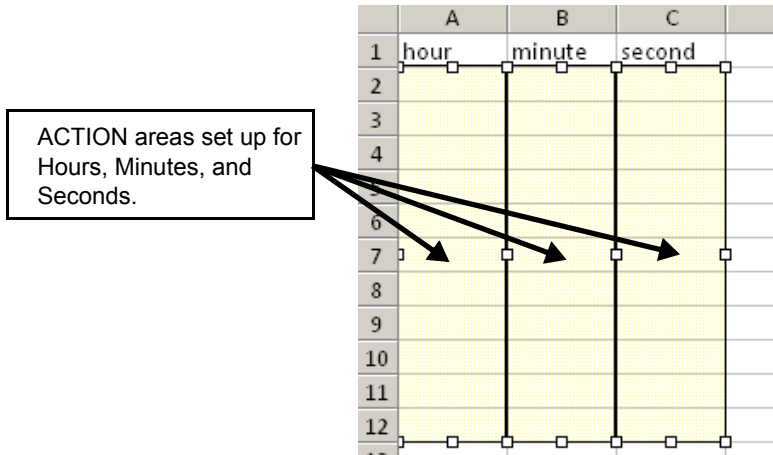 A B C
1 hour minute second
2
3
ACTION areas set up for
Hours, Minutes, and
Seconds.
4
5
6
7
8
9
10
11
12